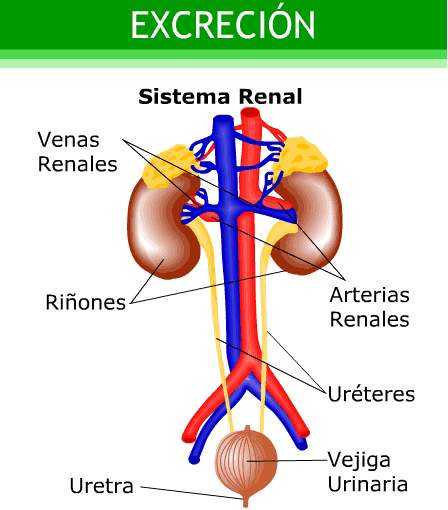 EXCRECIÓN
Sistema Renal
Venas
Renales
Riñones
Arterias
Renales
Uréteres
Vejiga
Urinaria
Uretra